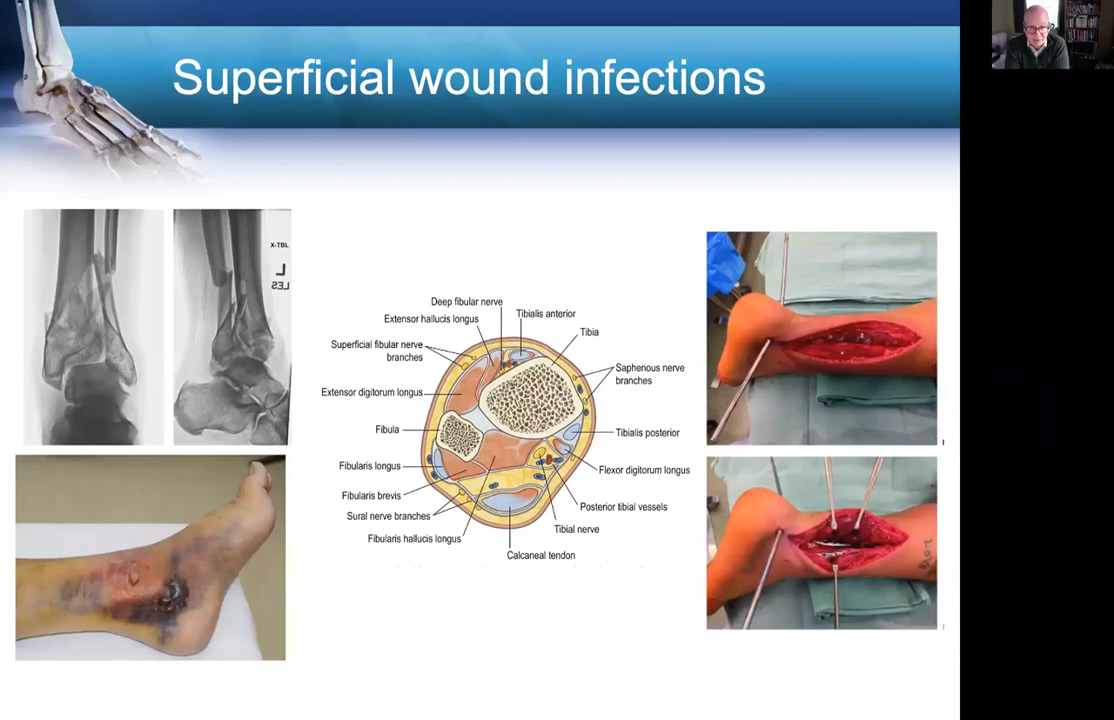 Superficial wound infections
X-TBL
L
LES
Deep fibular nerve
Extensor hallucis longus
Tibialis anterior
Tibia
Superficial fibular nerve
branches
Saphenous nerve
branches
Extensor digitorum longus
Fibula
Tibialis posterior
Fibularis longus
Flexor digitorum longus
Fibularis brevis
Posterior tibial vessels
Sural nerve branches
Tibial nerve
Fibularis hallucis longus
Calcaneal tendon